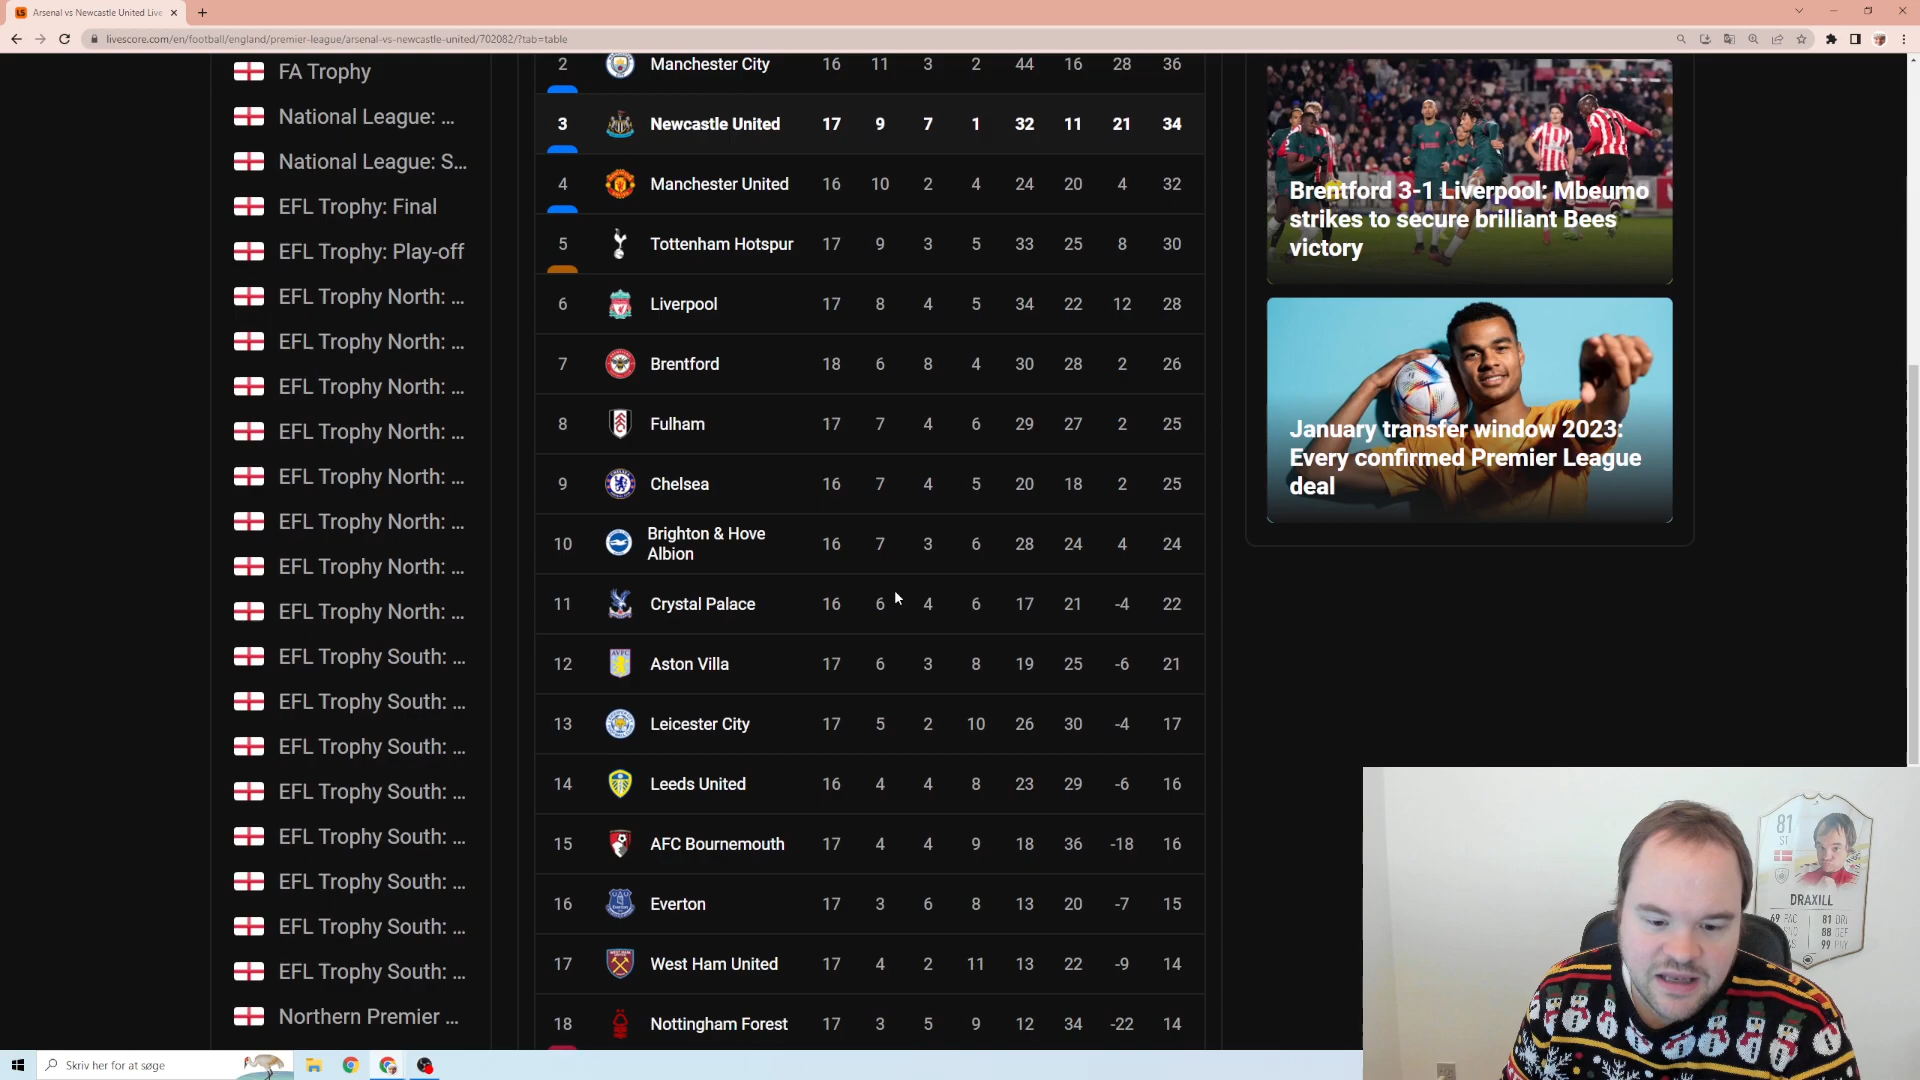 Arsenal vs Newcastle United Live
livescore.com/en/football/england/premier-league/arsenal-vs-newcastle-united/702082/?tab=table
FA Trophy
National League: ...
National League: S...
EFL Trophy: Final
EFL Trophy: Play-off
EFL Trophy North: ...
EFL Trophy North: ...
EFL Trophy North: ...
EFL Trophy North: ...
EFL Trophy North: ...
EFL Trophy North: ...
EFL Trophy North: ...
EFL Trophy North: ...
EFL Trophy South: ...
EFL Trophy South: ...
EFL Trophy South: ...
EFL Trophy South: ...
EFL Trophy South: ...
EFL Trophy South: ...
EFL Trophy South: ...
EFL Trophy South: ...
Northern Premier ...
2 Manchester City 16 11 3 2 44 16 28 36
3 Newcastle United 17 9 7 1 32 11 21 34
4 Manchester United 16 10 2 4 24 20 4 32
5 Tottenham Hotspur 17 9 3 5 33 25 8 30
6 Liverpool 17 8 4 5 34 22 12 28
7 Brentford 18 6 8 4 30 28 2 26
8 Fulham 17 7 4 6 29 27 2 25
9 Chelsea 16 7 4 5 20 18 2 25
10 Brighton & Hove
Albion 16 7 3 6 28 24 4 24
11 Crystal Palace 16 6 4 6 17 21 -4 22
12 Aston Villa 17 6 3 8 19 25 -6 21
13 Leicester City 17 5 2 10 26 30 -4 17
14 Leeds United 16 4 4 8 23 29 -6 16
15 AFC Bournemouth 17 4 4 9 18 36 -18 16
16 Everton 17 3 6 8 13 20 -7 15
17 West Ham United 17 4 2 11 13 22 -9 14
18 Nottingham Forest 17 3 5 9 12 34 -22 14
Brentford 3-1 Liverpool: Mbeumo
strikes to secure brilliant Bees
victory
January transfer window 2023:
Every confirmed Premier League
deal
81
ST
DRAXILL
69 PAC 81 DRI
88 DEF
99 PHY
Skriv her for at søge